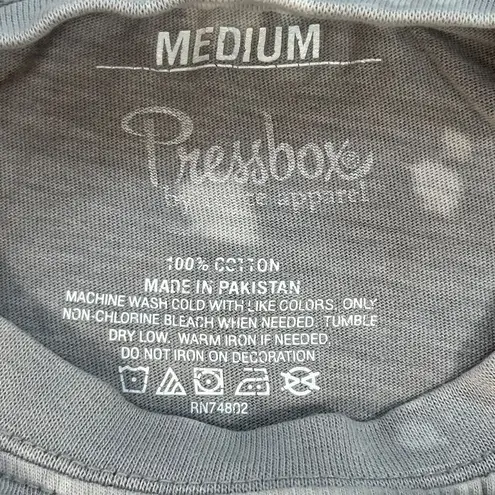 MEDIUM
Pressbox®
apparel
100% COTTON
MADE IN PAKISTAN
MACHINE WASH COLD WITH LIKE COLORS, ONLY
NON-CHLORINE BLEACH WHEN NEEDED. TUMBLE
DRY LOW. WARM IRON IF NEEDED.
DO NOT IRON ON DECORATION
RN74802